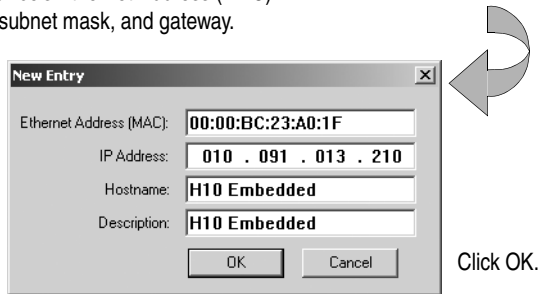 subnet mask, and gateway.
New Entry
Ethernet Address (MAC): 00:00:BC:23:A0:1F
IP Address: 010 . 091 . 013 . 210
Hostname: H10 Embedded
Description: H10 Embedded
OK Cancel
Click OK.